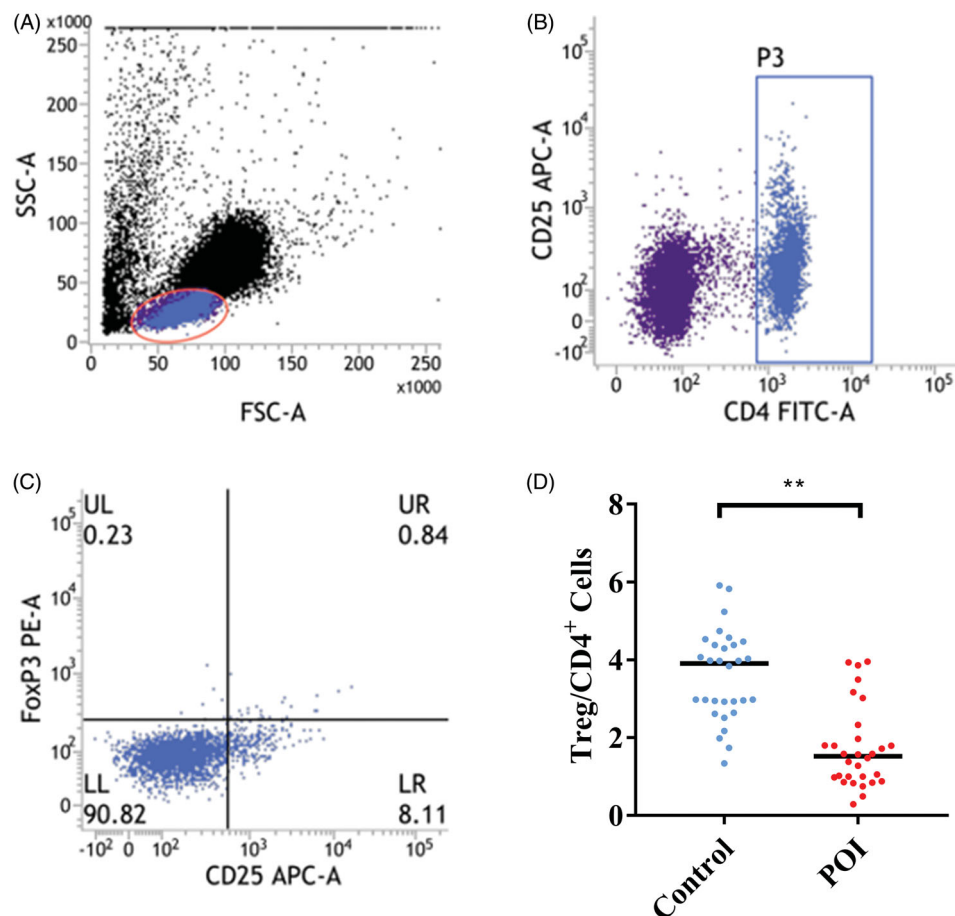 (A)
x1000
250
200
150
100
50
0
SSC-A
0 50 100 150 200 250
x1000
FSC-A
(B)
P3
10^5
10^4
10^3
10^2
0
-10^2
CD25 APC-A
0 10^2 10^3 10^4 10^5
CD4 FITC-A
(C)
UL UR
0.23 0.84
10^5
10^4
10^3
10^2
0
FoxP3 PE-A
LL LR
90.82 8.11
-10^2 0 10^2 10^3 10^4 10^5
CD25 APC-A
(D)
**
8
6
4
2
0
Treg/CD4^+ Cells
Control POI